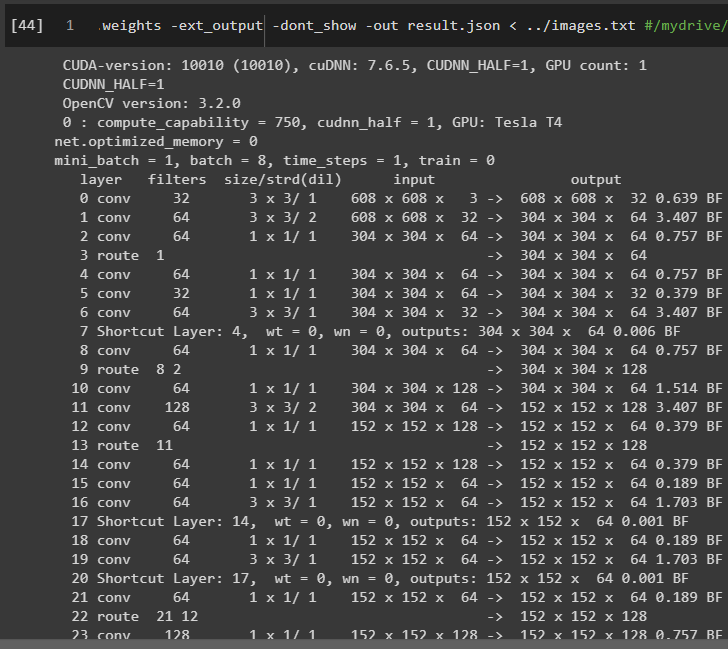 [44] 1 .weights -ext_output -dont_show -out result.json < ../images.txt #/mydrive/
CUDA-version: 10010 (10010), cuDNN: 7.6.5, CUDNN_HALF=1, GPU count: 1
CUDNN_HALF=1
OpenCV version: 3.2.0
0 : compute_capability = 750, cudnn_half = 1, GPU: Tesla T4
net.optimized_memory = 0
mini_batch = 1, batch = 8, time_steps = 1, train = 0
layer filters size/strd(dil) input output
0 conv 32 3 x 3/ 1 608 x 608 x 3 -> 608 x 608 x 32 0.639 BF
1 conv 64 3 x 3/ 2 608 x 608 x 32 -> 304 x 304 x 64 3.407 BF
2 conv 64 1 x 1/ 1 304 x 304 x 64 -> 304 x 304 x 64 0.757 BF
3 route 1 -> 304 x 304 x 64
4 conv 64 1 x 1/ 1 304 x 304 x 64 -> 304 x 304 x 64 0.757 BF
5 conv 32 1 x 1/ 1 304 x 304 x 64 -> 304 x 304 x 32 0.379 BF
6 conv 64 3 x 3/ 1 304 x 304 x 32 -> 304 x 304 x 64 3.407 BF
7 Shortcut Layer: 4, wt = 0, wn = 0, outputs: 304 x 304 x 64 0.006 BF
8 conv 64 1 x 1/ 1 304 x 304 x 64 -> 304 x 304 x 64 0.757 BF
9 route 8 2 -> 304 x 304 x 128
10 conv 64 1 x 1/ 1 304 x 304 x 128 -> 304 x 304 x 64 1.514 BF
11 conv 128 3 x 3/ 2 304 x 304 x 64 -> 152 x 152 x 128 3.407 BF
12 conv 64 1 x 1/ 1 152 x 152 x 128 -> 152 x 152 x 64 0.379 BF
13 route 11 -> 152 x 152 x 128
14 conv 64 1 x 1/ 1 152 x 152 x 128 -> 152 x 152 x 64 0.379 BF
15 conv 64 1 x 1/ 1 152 x 152 x 64 -> 152 x 152 x 64 0.189 BF
16 conv 64 3 x 3/ 1 152 x 152 x 64 -> 152 x 152 x 64 1.703 BF
17 Shortcut Layer: 14, wt = 0, wn = 0, outputs: 152 x 152 x 64 0.001 BF
18 conv 64 1 x 1/ 1 152 x 152 x 64 -> 152 x 152 x 64 0.189 BF
19 conv 64 3 x 3/ 1 152 x 152 x 64 -> 152 x 152 x 64 1.703 BF
20 Shortcut Layer: 17, wt = 0, wn = 0, outputs: 152 x 152 x 64 0.001 BF
21 conv 64 1 x 1/ 1 152 x 152 x 64 -> 152 x 152 x 64 0.189 BF
22 route 21 12 -> 152 x 152 x 128
23 conv 128 1 x 1/ 1 152 x 152 x 128 -> 152 x 152 x 128 0.757 BF